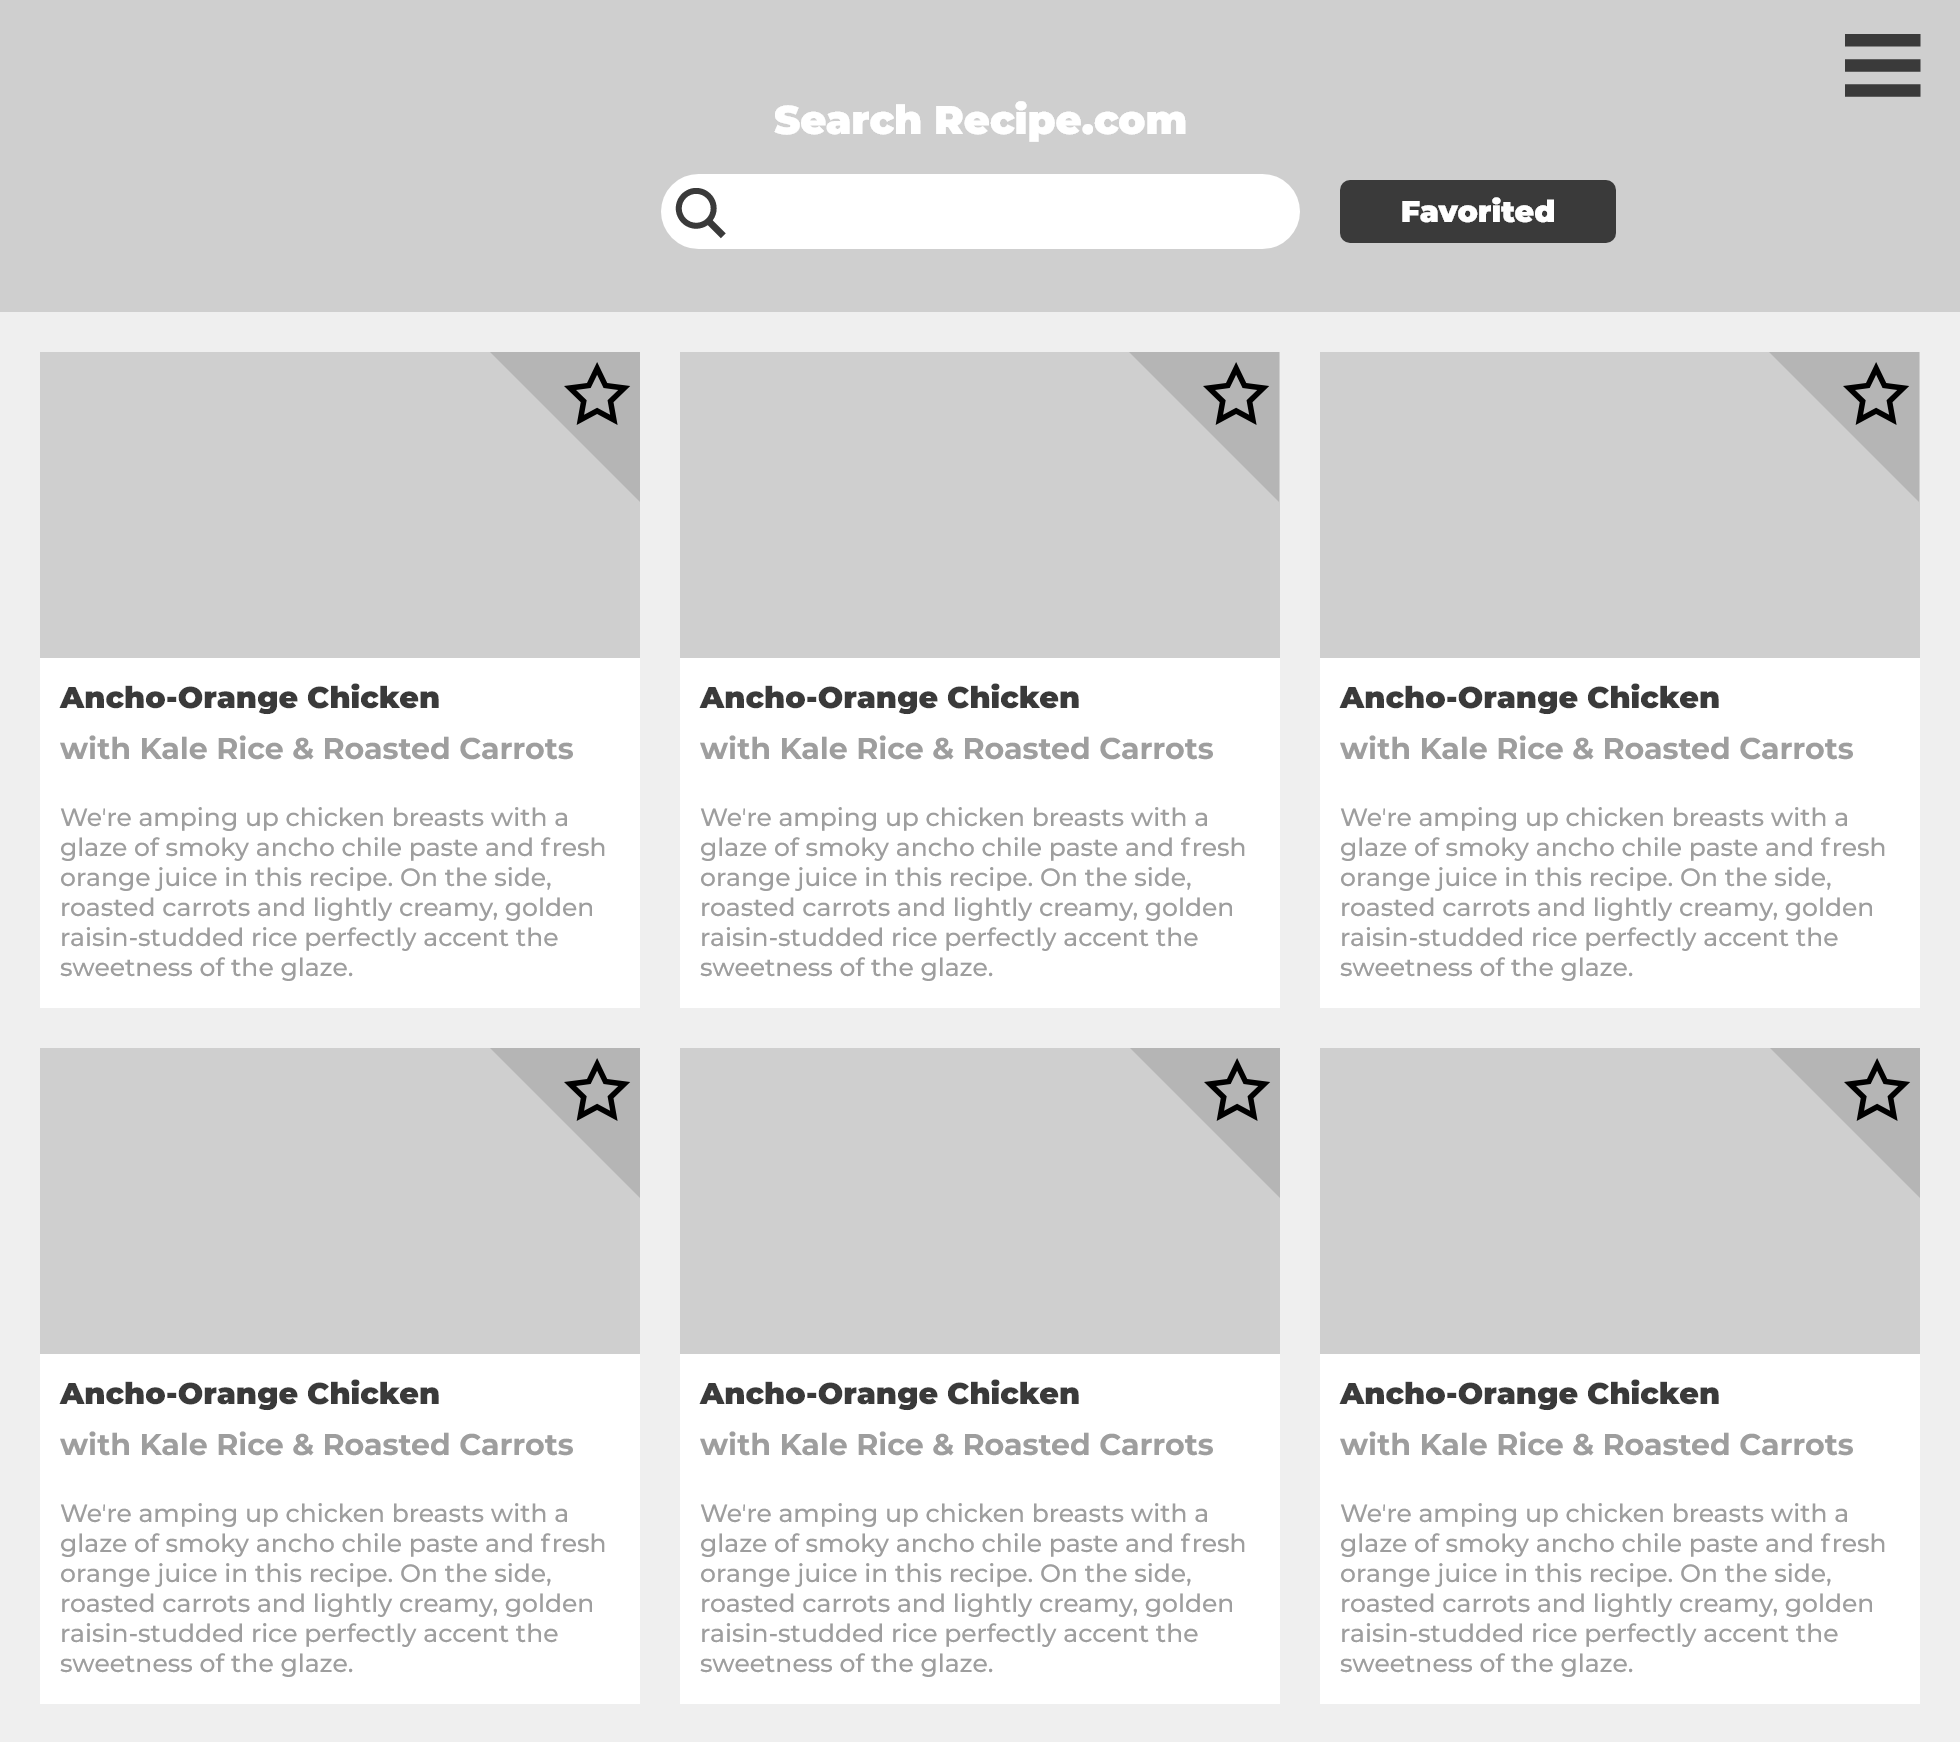 Search Recipe.com
Favorited
Ancho-Orange Chicken
with Kale Rice & Roasted Carrots
We're amping up chicken breasts with a
glaze of smoky ancho chile paste and fresh
orange juice in this recipe. On the side,
roasted carrots and lightly creamy, golden
raisin-studded rice perfectly accent the
sweetness of the glaze.
Ancho-Orange Chicken
with Kale Rice & Roasted Carrots
We're amping up chicken breasts with a
glaze of smoky ancho chile paste and fresh
orange juice in this recipe. On the side,
roasted carrots and lightly creamy, golden
raisin-studded rice perfectly accent the
sweetness of the glaze.
Ancho-Orange Chicken
with Kale Rice & Roasted Carrots
We're amping up chicken breasts with a
glaze of smoky ancho chile paste and fresh
orange juice in this recipe. On the side,
roasted carrots and lightly creamy, golden
raisin-studded rice perfectly accent the
sweetness of the glaze.
Ancho-Orange Chicken
with Kale Rice & Roasted Carrots
We're amping up chicken breasts with a
glaze of smoky ancho chile paste and fresh
orange juice in this recipe. On the side,
roasted carrots and lightly creamy, golden
raisin-studded rice perfectly accent the
sweetness of the glaze.
Ancho-Orange Chicken
with Kale Rice & Roasted Carrots
We're amping up chicken breasts with a
glaze of smoky ancho chile paste and fresh
orange juice in this recipe. On the side,
roasted carrots and lightly creamy, golden
raisin-studded rice perfectly accent the
sweetness of the glaze.
Ancho-Orange Chicken
with Kale Rice & Roasted Carrots
We're amping up chicken breasts with a
glaze of smoky ancho chile paste and fresh
orange juice in this recipe. On the side,
roasted carrots and lightly creamy, golden
raisin-studded rice perfectly accent the
sweetness of the glaze.